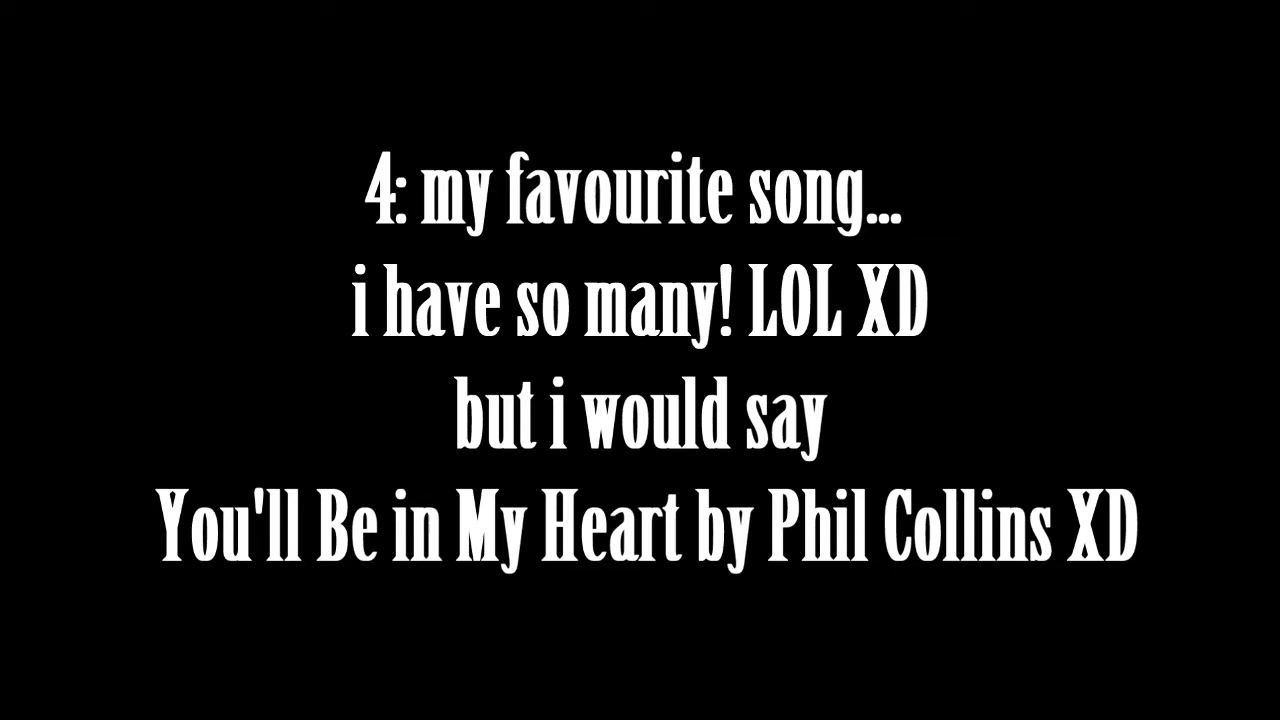 4: my favourite song...
i have so many! LOL XD
but i would say
You'll Be in My Heart by Phil Collins XD